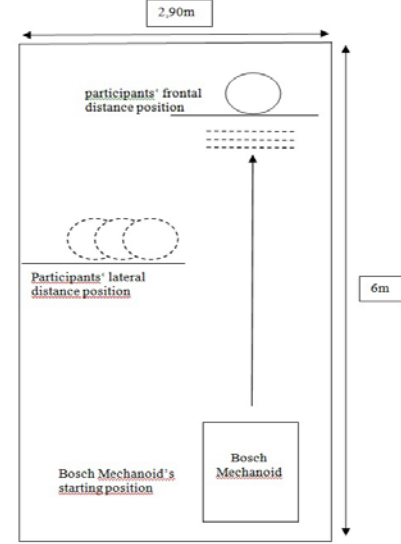 2,90m
participants‘ frontal
distance position
Participants‘ lateral
distance position
6m
Bosch Mechanoid’s
starting position
Bosch
Mechanoid